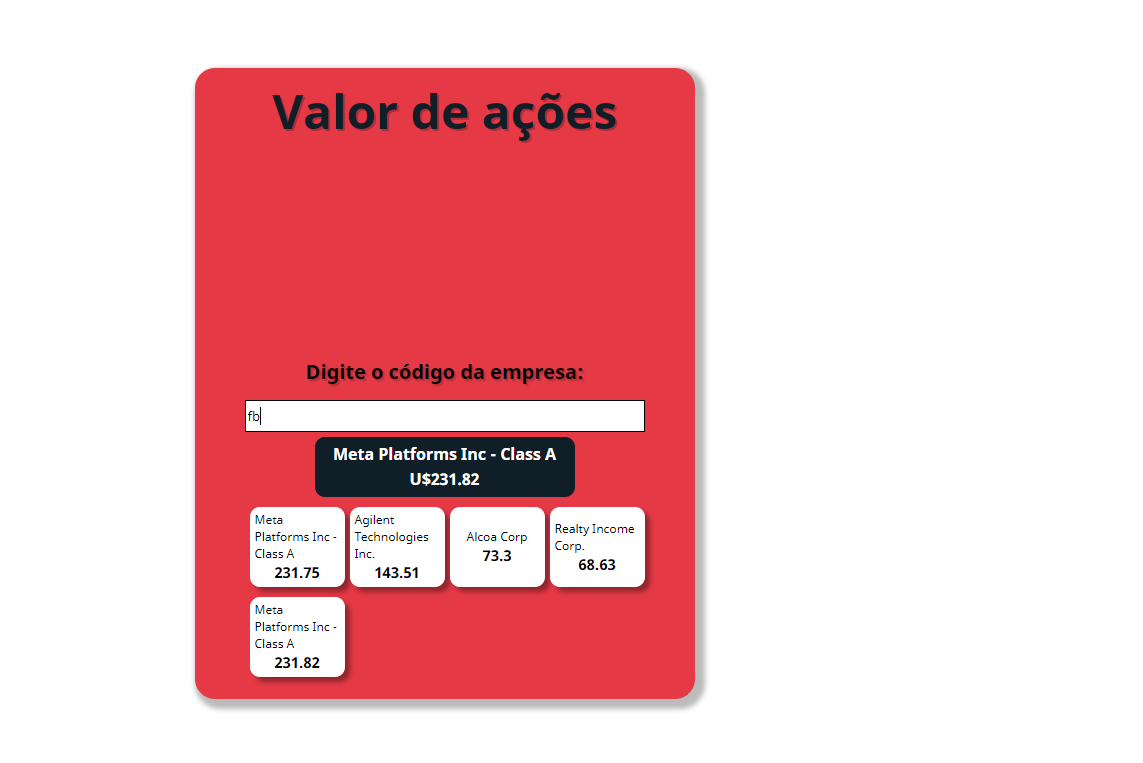 Valor de ações
Digite o código da empresa:
fb
Meta Platforms Inc - Class A
U$231.82
Meta
Platforms Inc -
Class A
231.75
Agilent
Technologies
Inc.
143.51
Alcoa Corp
73.3
Realty Income
Corp.
68.63
Meta
Platforms Inc -
Class A
231.82